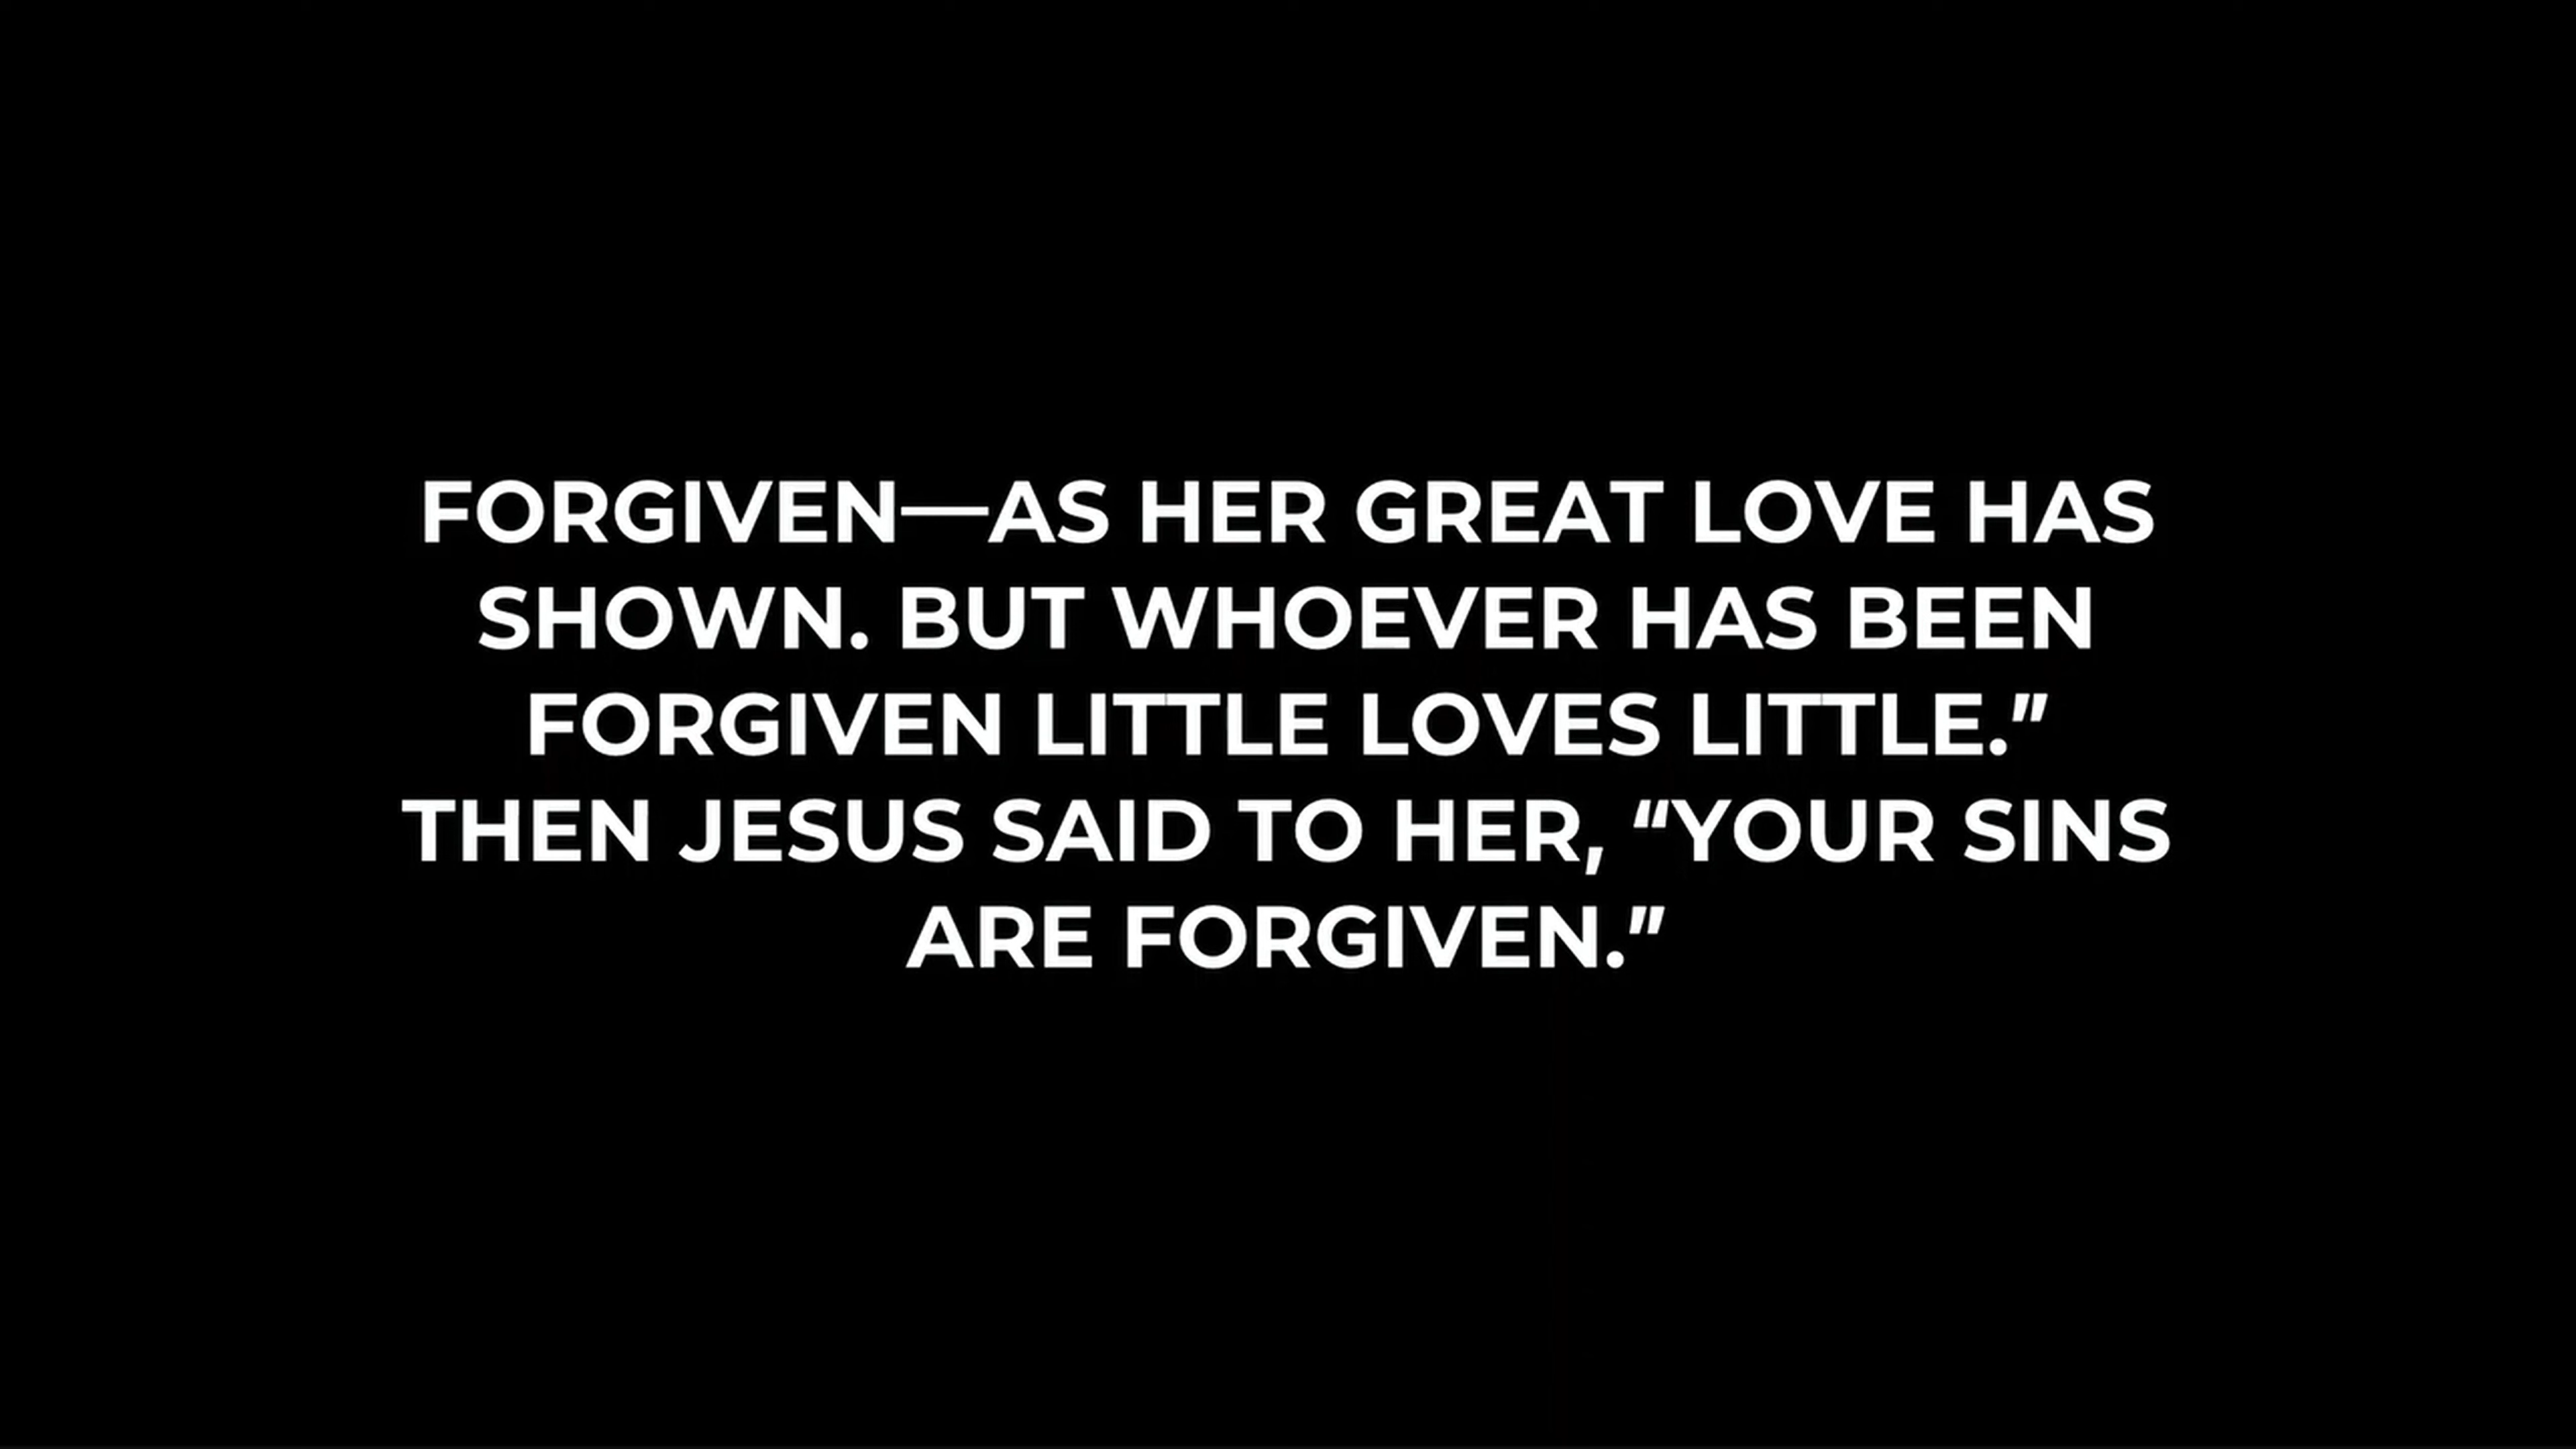 FORGIVEN—AS HER GREAT LOVE HAS
SHOWN. BUT WHOEVER HAS BEEN
FORGIVEN LITTLE LOVES LITTLE.”
THEN JESUS SAID TO HER, “YOUR SINS
ARE FORGIVEN.”